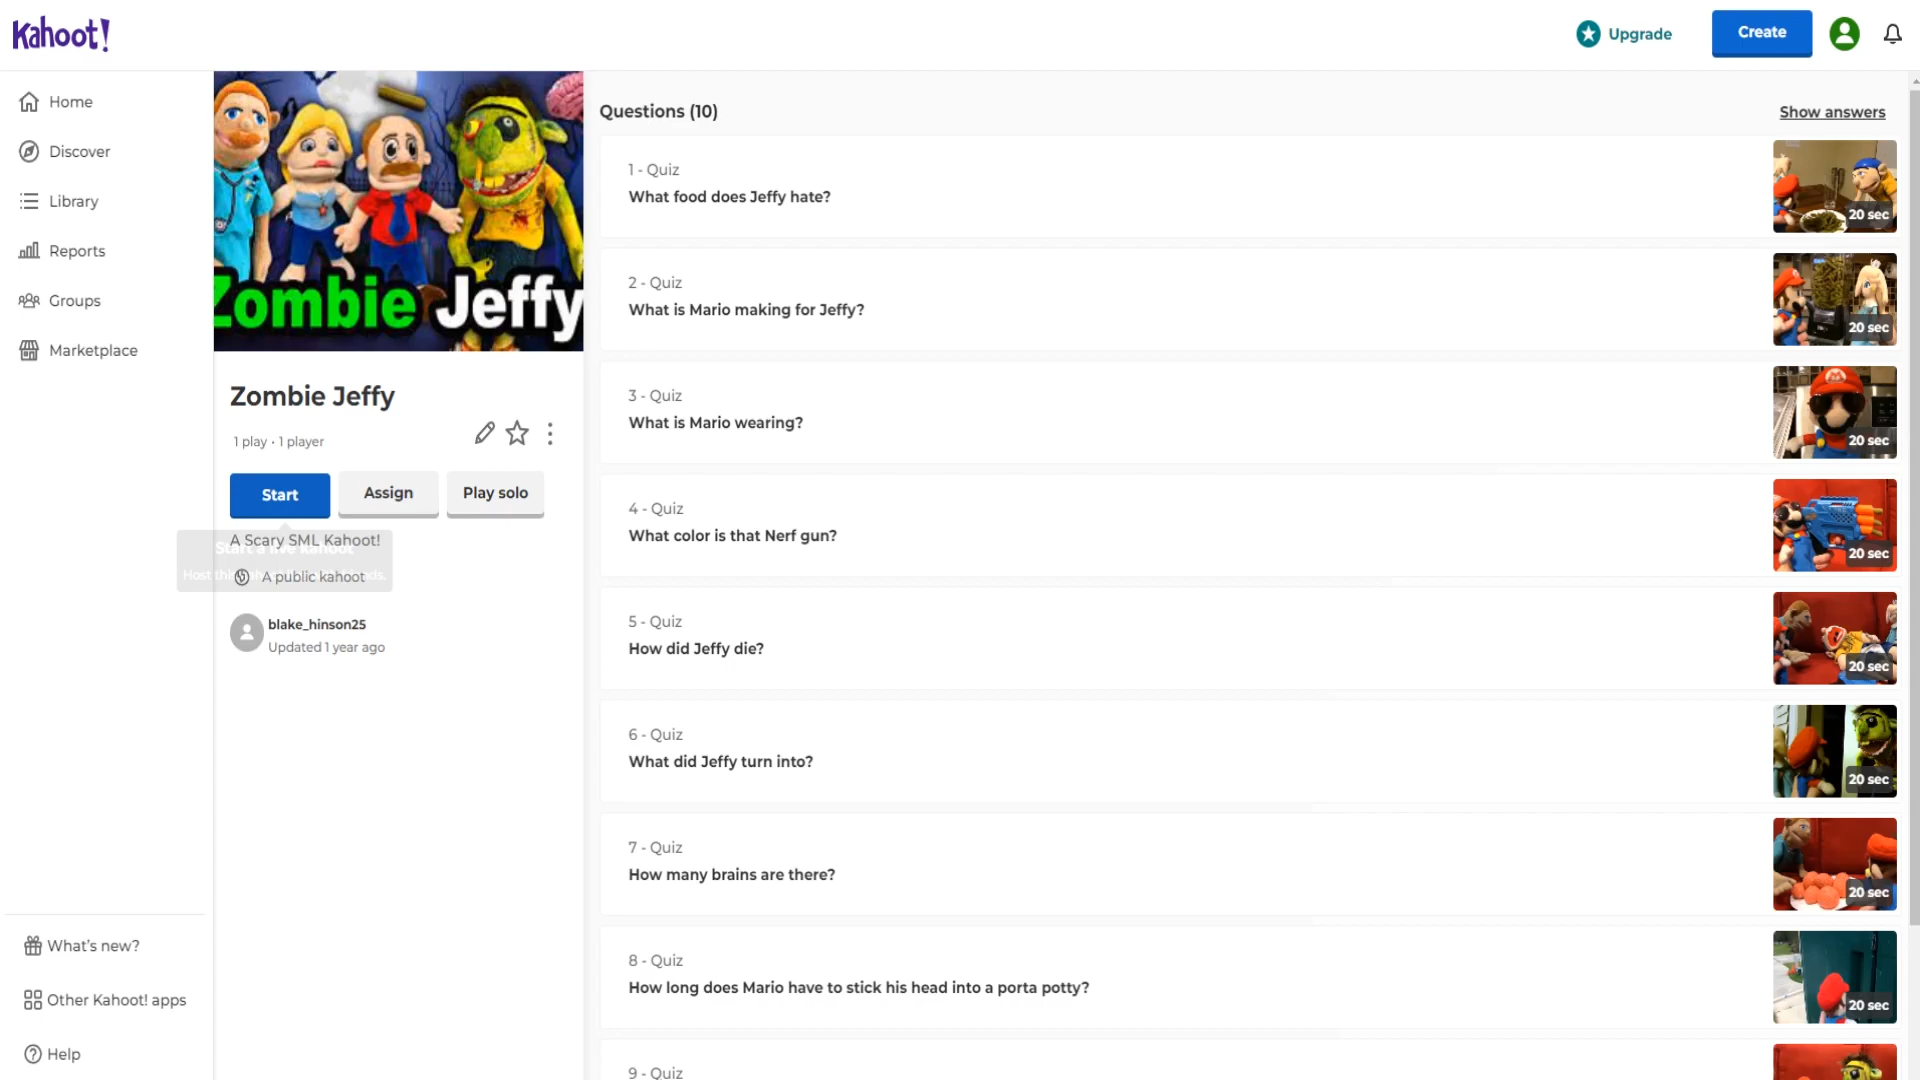 Kahoot!
Upgrade
Create
Home
Discover
Library
Reports
Groups
Marketplace
What's new?
Other Kahoot! apps
Help
Zombie Jeffy
Zombie Jeffy
1 play • 1 player
Start
Assign
Play solo
A Scary SML Kahoot!
Start a live kahoot
A public kahoot
blake_hinson25
Updated 1 year ago
Questions (10)
Show answers
1 - Quiz
What food does Jeffy hate?
20 sec
2 - Quiz
What is Mario making for Jeffy?
20 sec
3 - Quiz
What is Mario wearing?
20 sec
4 - Quiz
What color is that Nerf gun?
20 sec
5 - Quiz
How did Jeffy die?
20 sec
6 - Quiz
What did Jeffy turn into?
20 sec
7 - Quiz
How many brains are there?
20 sec
8 - Quiz
How long does Mario have to stick his head into a porta potty?
20 sec
9 - Quiz